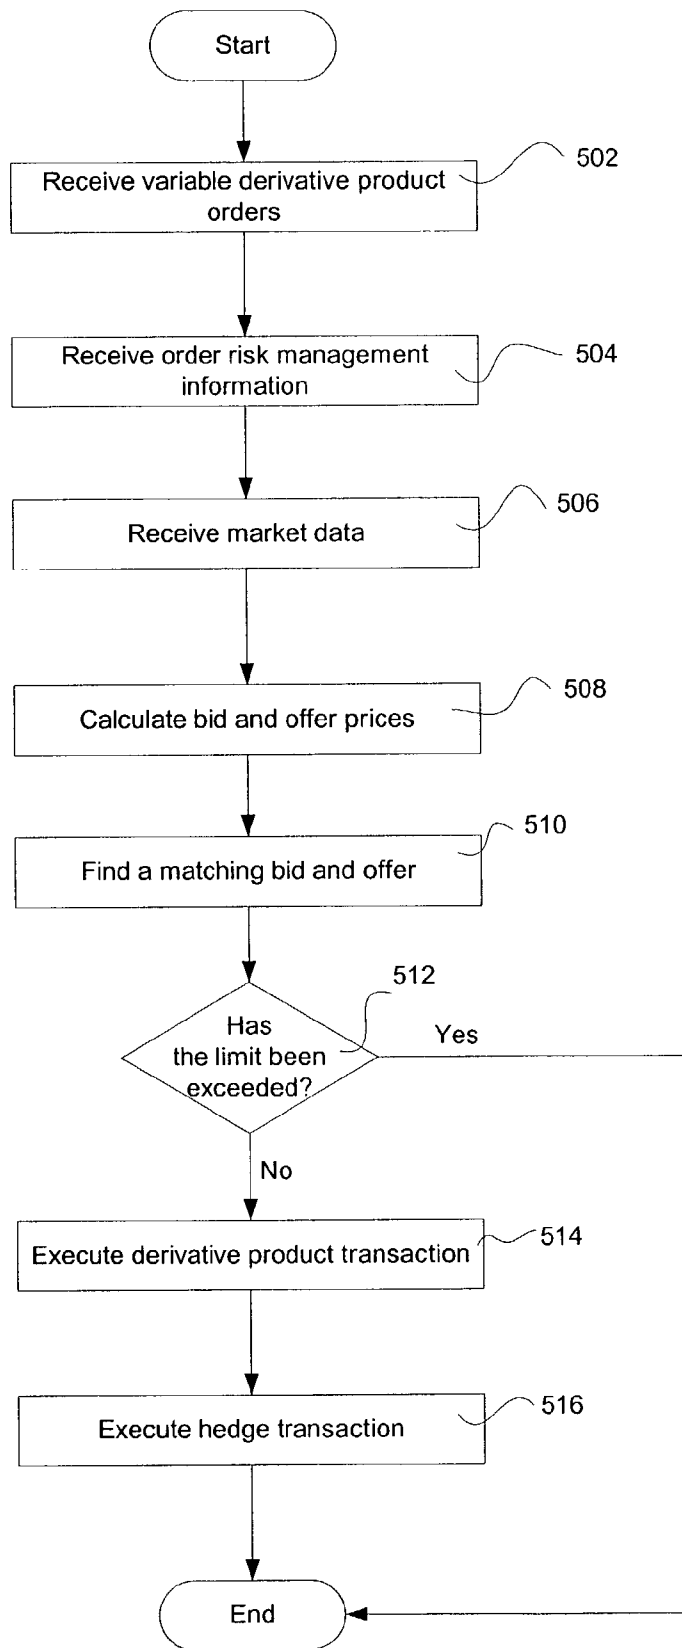 Start
502
Receive variable derivative product
orders
504
Receive order risk management
information
506
Receive market data
508
Calculate bid and offer prices
510
Find a matching bid and offer
512
Has
the limit been
exceeded?
Yes
No
514
Execute derivative product transaction
516
Execute hedge transaction
End